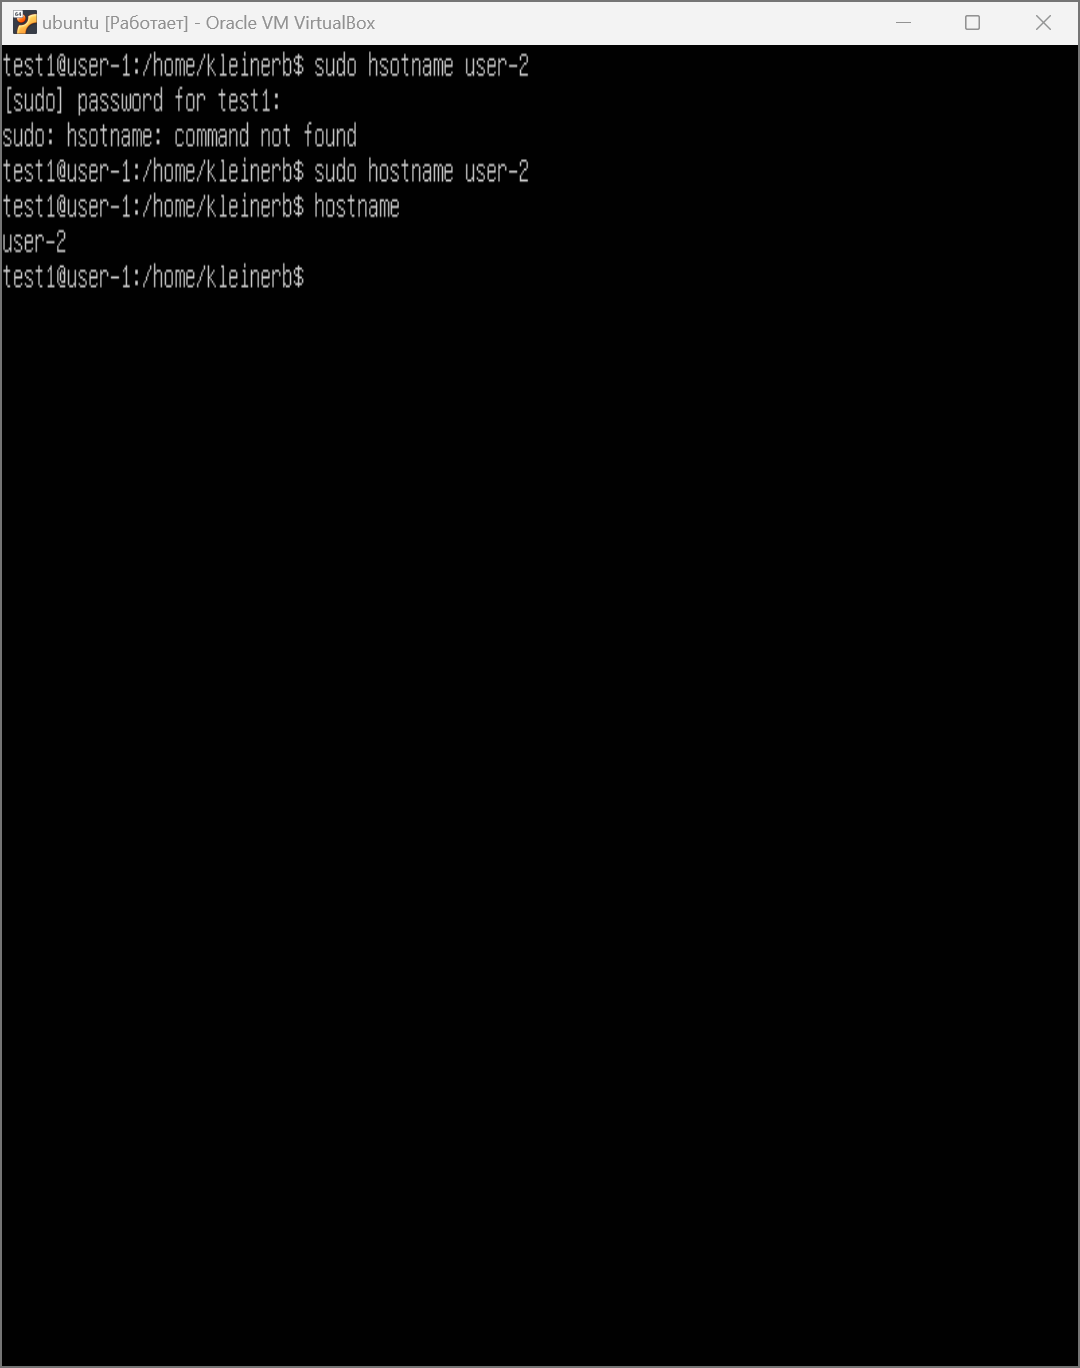 ubuntu [Работает] - Oracle VM VirtualBox
test1@user-1:/home/kleinerb$ sudo hsotname user-2
[sudo] password for test1:
sudo: hsotname: command not found
test1@user-1:/home/kleinerb$ sudo hostname user-2
test1@user-1:/home/kleinerb$ hostname
user-2
test1@user-1:/home/kleinerb$